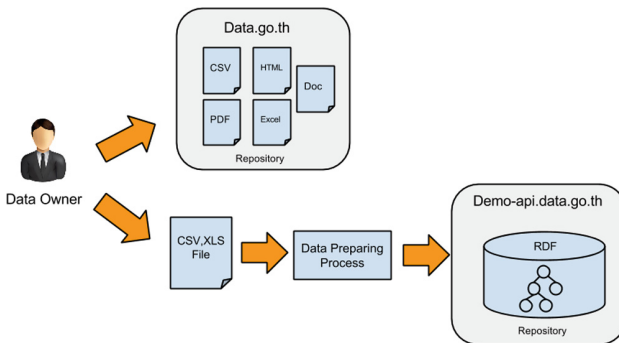 Data.go.th
CSV
HTML
Doc
PDF
Excel
Repository
Data Owner
CSV,XLS
File
Data Preparing
Process
Demo-api.data.go.th
RDF
Repository